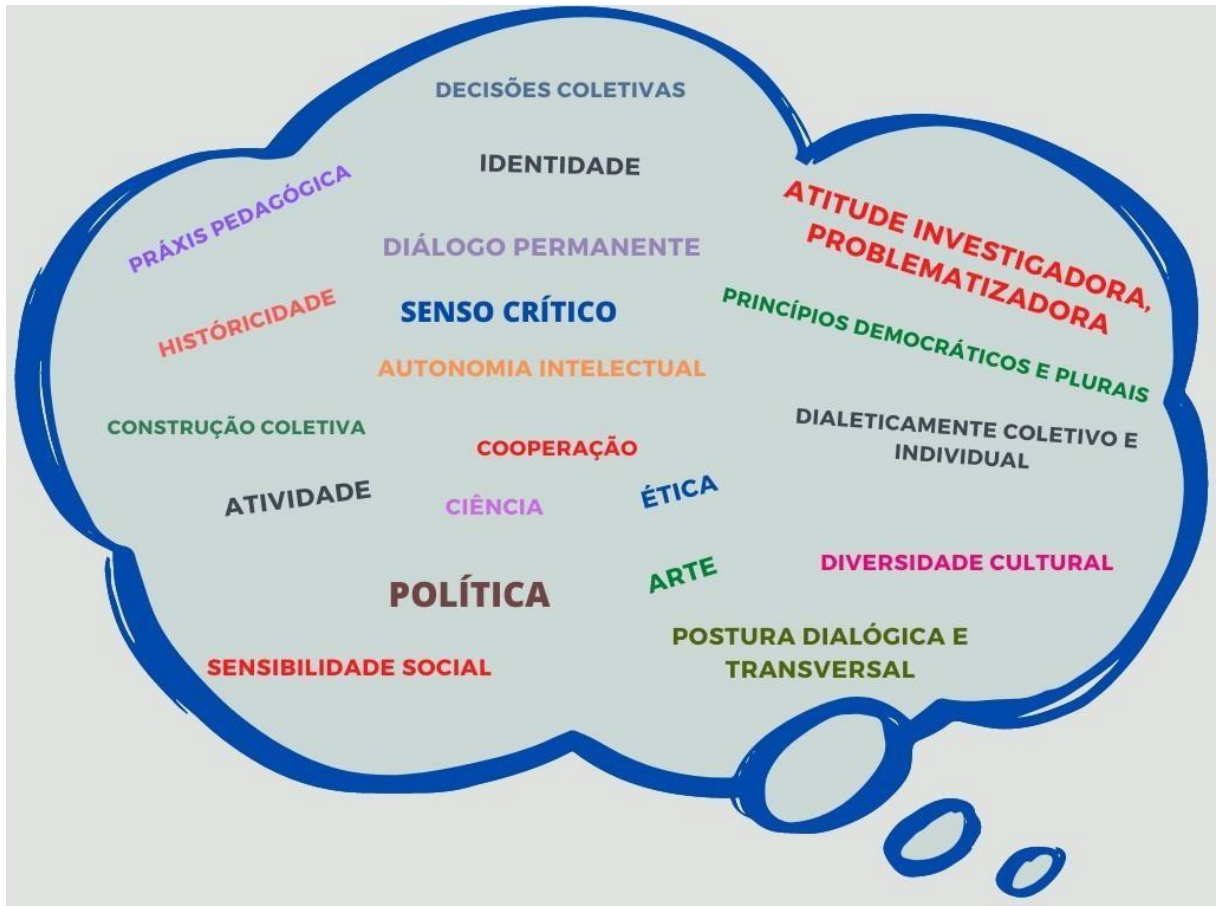 DECISÕES COLETIVAS
IDENTIDADE
PRÁXIS PEDAGÓGICA
DIÁLOGO PERMANENTE
ATITUDE INVESTIGADORA,
PROBLEMATIZADORA
HISTÓRICIDADE
SENSO CRÍTICO
PRINCÍPIOS DEMOCRÁTICOS E PLURAIS
AUTONOMIA INTELECTUAL
CONSTRUÇÃO COLETIVA
COOPERAÇÃO
DIALETICAMENTE COLETIVO E
INDIVIDUAL
ATIVIDADE
CIÊNCIA
ÉTICA
POLÍTICA
ARTE
DIVERSIDADE CULTURAL
SENSIBILIDADE SOCIAL
POSTURA DIALÓGICA E
TRANSVERSAL